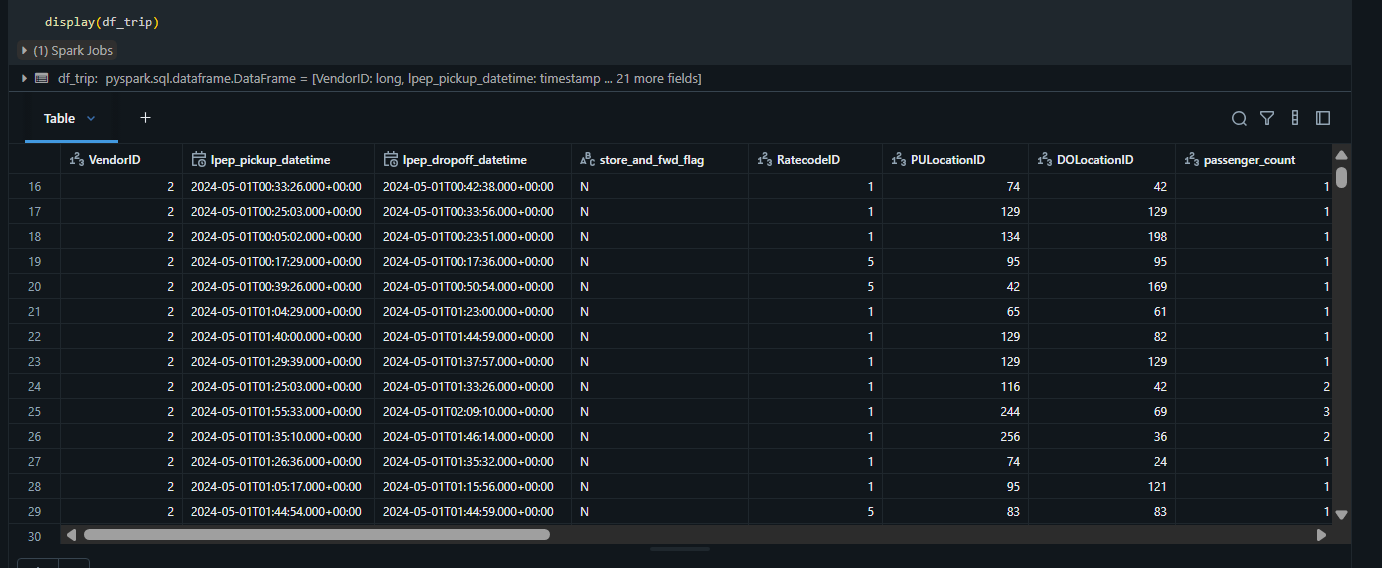 display(df_trip)
(1) Spark Jobs
df_trip: pyspark.sql.dataframe.DataFrame = [VendorID: long, lpep_pickup_datetime: timestamp ... 21 more fields]
Table +
123 VendorID lpep_pickup_datetime lpep_dropoff_datetime ABC store_and_fwd_flag 123 RatecodeID 123 PULocationID 123 DOLocationID 123 passenger_count
16 2 2024-05-01T00:33:26.000+00:00 2024-05-01T00:42:38.000+00:00 N 1 74 42 1
17 2 2024-05-01T00:25:03.000+00:00 2024-05-01T00:33:56.000+00:00 N 1 129 129 1
18 2 2024-05-01T00:05:02.000+00:00 2024-05-01T00:23:51.000+00:00 N 1 134 198 1
19 2 2024-05-01T00:17:29.000+00:00 2024-05-01T00:17:36.000+00:00 N 5 95 95 1
20 2 2024-05-01T00:39:26.000+00:00 2024-05-01T00:50:54.000+00:00 N 5 42 169 1
21 2 2024-05-01T01:04:29.000+00:00 2024-05-01T01:23:00.000+00:00 N 1 65 61 1
22 2 2024-05-01T01:40:00.000+00:00 2024-05-01T01:44:59.000+00:00 N 1 129 82 1
23 2 2024-05-01T01:29:39.000+00:00 2024-05-01T01:37:57.000+00:00 N 1 129 129 1
24 2 2024-05-01T01:25:03.000+00:00 2024-05-01T01:33:26.000+00:00 N 1 116 42 2
25 2 2024-05-01T01:55:33.000+00:00 2024-05-01T02:09:10.000+00:00 N 1 244 69 3
26 2 2024-05-01T01:35:10.000+00:00 2024-05-01T01:46:14.000+00:00 N 1 256 36 2
27 2 2024-05-01T01:26:36.000+00:00 2024-05-01T01:35:32.000+00:00 N 1 74 24 1
28 2 2024-05-01T01:05:17.000+00:00 2024-05-01T01:15:56.000+00:00 N 1 95 121 1
29 2 2024-05-01T01:44:54.000+00:00 2024-05-01T01:44:59.000+00:00 N 5 83 83 1
30